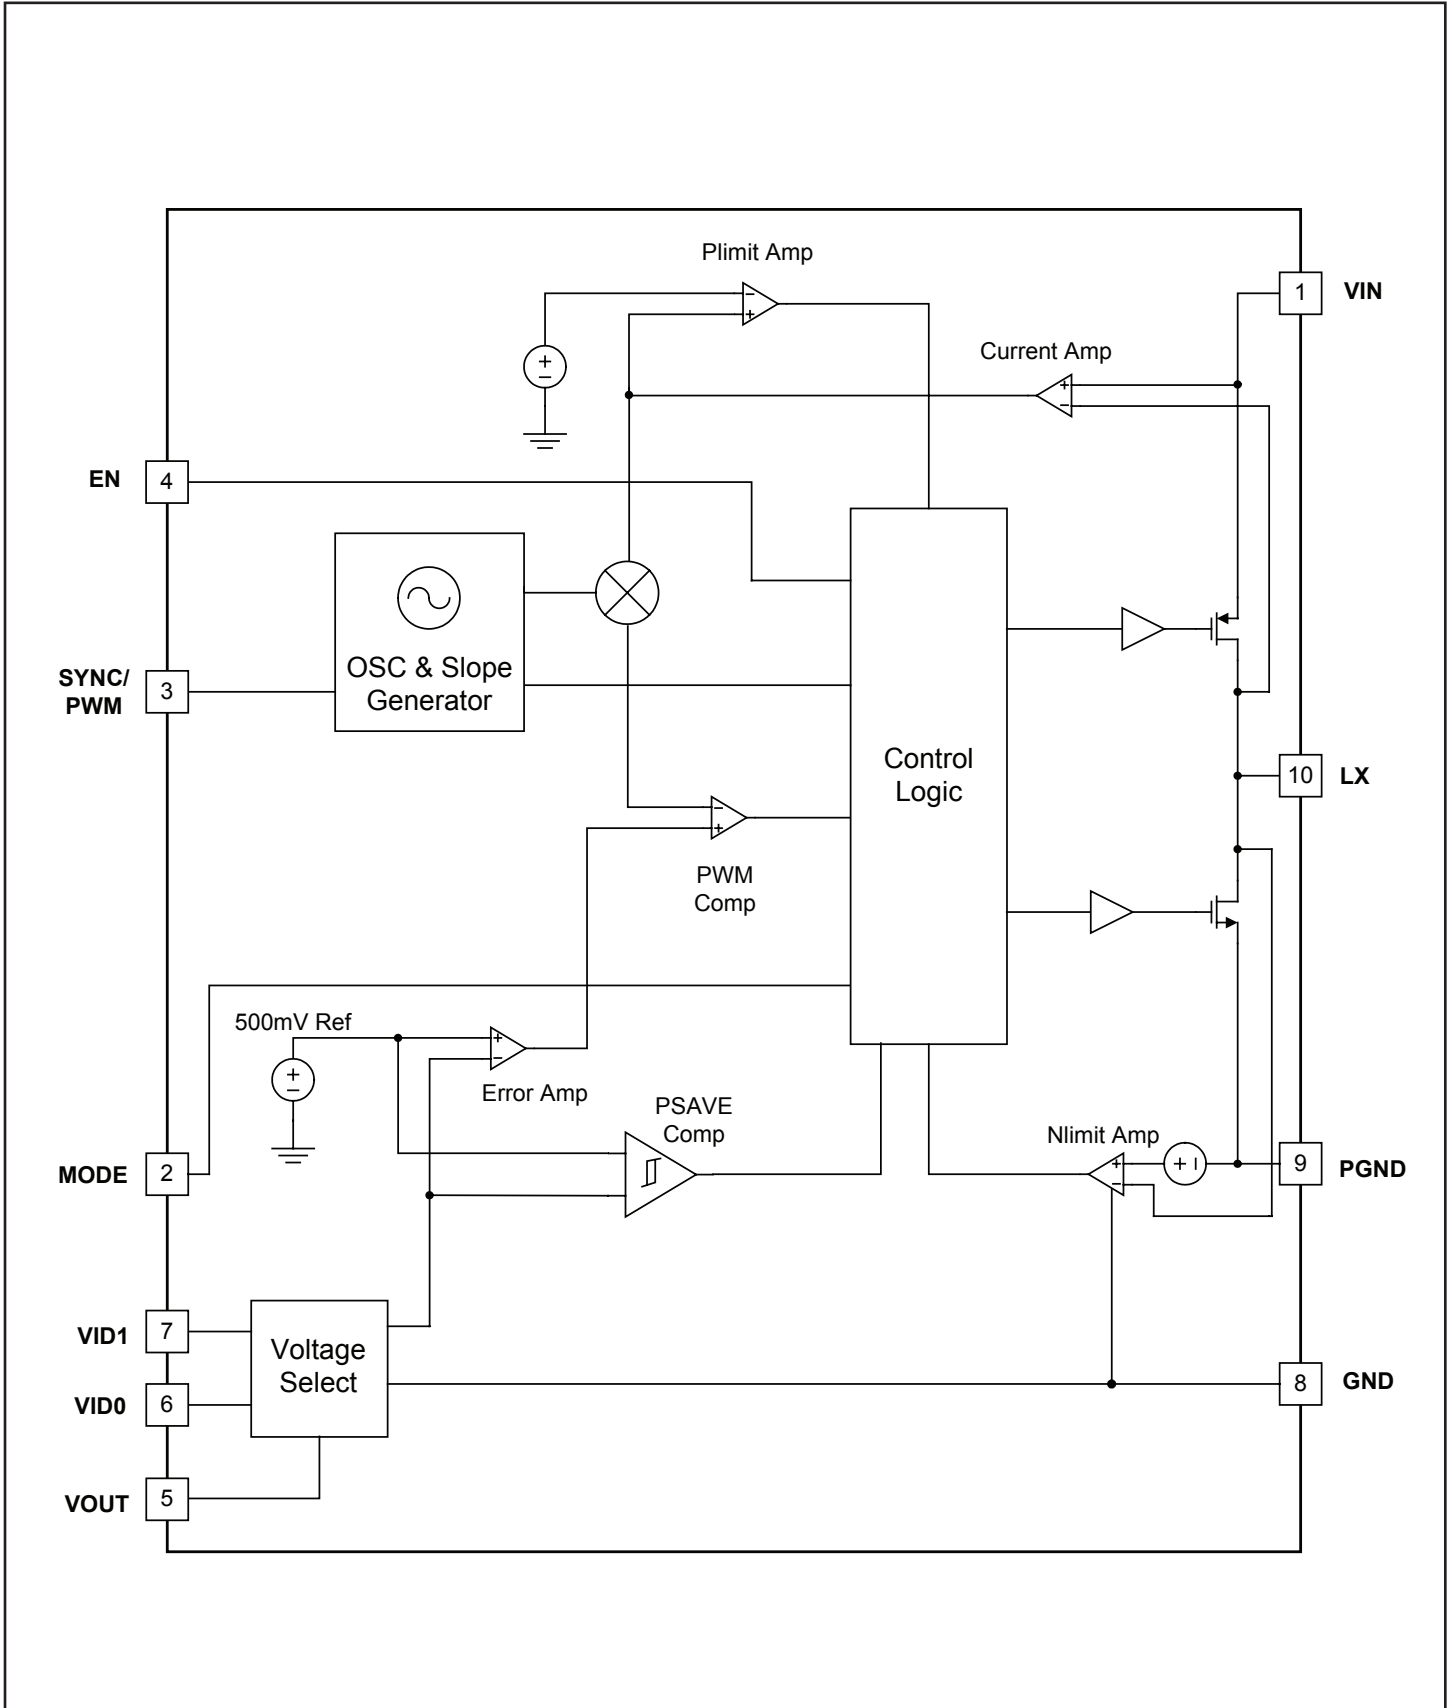 Plimit Amp
1
VIN
Current Amp
EN
4
OSC & Slope
Generator
SYNC/
PWM
3
Control
Logic
10
LX
PWM
Comp
500mV Ref
Error Amp
PSAVE
Comp
Nlimit Amp
MODE
2
9
PGND
VID1
7
Voltage
Select
VID0
6
8
GND
VOUT
5